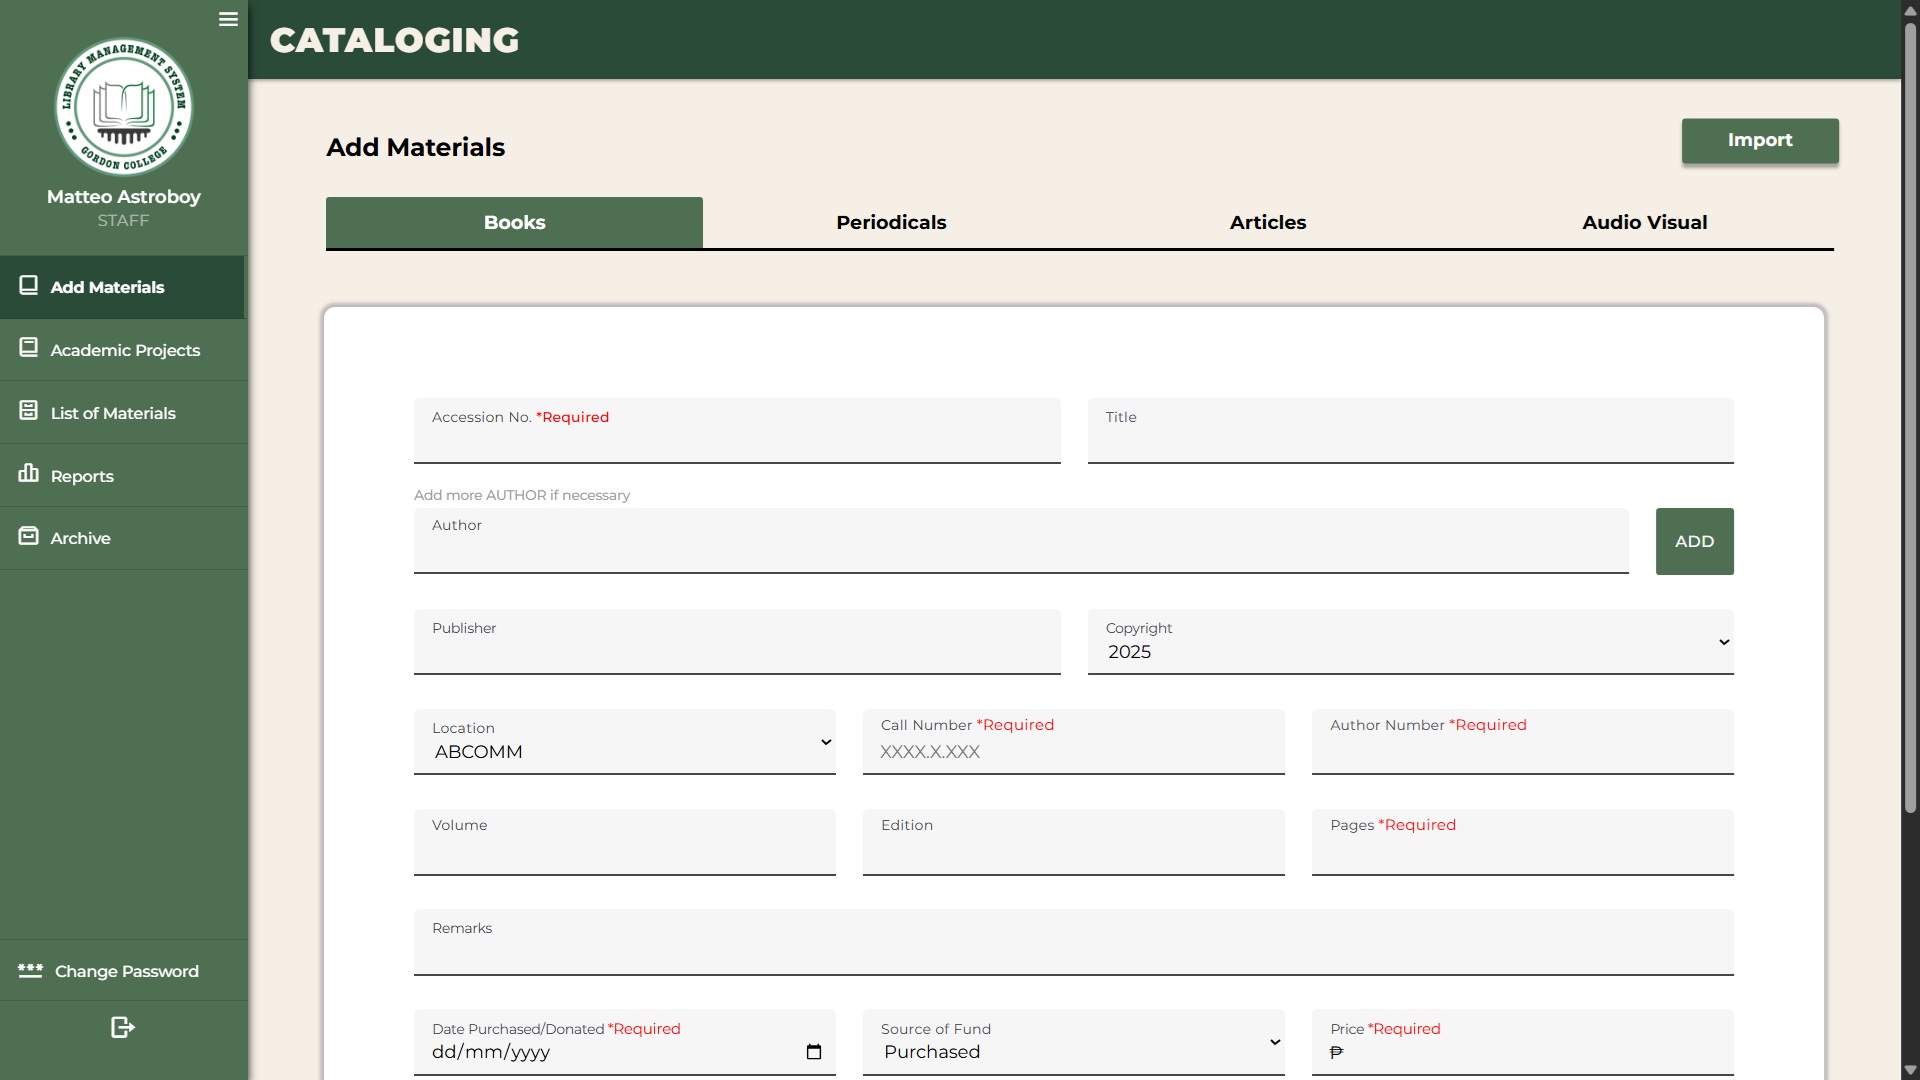 LIBRARY MANAGEMENT SYSTEM
GORDON COLLEGE
Matteo Astroboy
STAFF
Add Materials
Academic Projects
List of Materials
Reports
Archive
*** Change Password
CATALOGING
Add Materials
Import
Books Periodicals Articles Audio Visual
Accession No. *Required
Title
Add more AUTHOR if necessary
Author
ADD
Publisher
Copyright
2025
Location
ABCOMM
Call Number *Required
XXXX.X.XXX
Author Number *Required
Volume
Edition
Pages *Required
Remarks
Date Purchased/Donated *Required
dd/mm/yyyy
Source of Fund
Purchased
Price *Required
₱